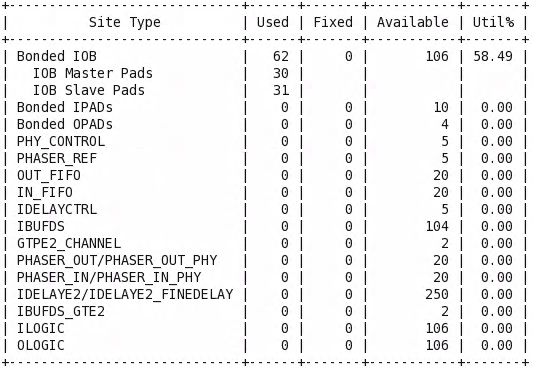 +-----------------------------+------+-------+-----------+-------+
|          Site Type          | Used | Fixed | Available | Util% |
+-----------------------------+------+-------+-----------+-------+
| Bonded IOB                  |   62 |     0 |       106 | 58.49 |
|   IOB Master Pads           |   30 |       |           |       |
|   IOB Slave Pads            |   31 |       |           |       |
| Bonded IPADs                |    0 |     0 |        10 |  0.00 |
| Bonded OPADs                |    0 |     0 |         4 |  0.00 |
| PHY_CONTROL                 |    0 |     0 |         5 |  0.00 |
| PHASER_REF                  |    0 |     0 |         5 |  0.00 |
| OUT_FIFO                    |    0 |     0 |        20 |  0.00 |
| IN_FIFO                     |    0 |     0 |        20 |  0.00 |
| IDELAYCTRL                  |    0 |     0 |         5 |  0.00 |
| IBUFDS                      |    0 |     0 |       104 |  0.00 |
| GTPE2_CHANNEL               |    0 |     0 |         2 |  0.00 |
| PHASER_OUT/PHASER_OUT_PHY   |    0 |     0 |        20 |  0.00 |
| PHASER_IN/PHASER_IN_PHY     |    0 |     0 |        20 |  0.00 |
| IDELAYE2/IDELAYE2_FINEDELAY |    0 |     0 |       250 |  0.00 |
| IBUFDS_GTE2                 |    0 |     0 |         2 |  0.00 |
| ILOGIC                      |    0 |     0 |       106 |  0.00 |
| OLOGIC                      |    0 |     0 |       106 |  0.00 |
+-----------------------------+------+-------+-----------+-------+